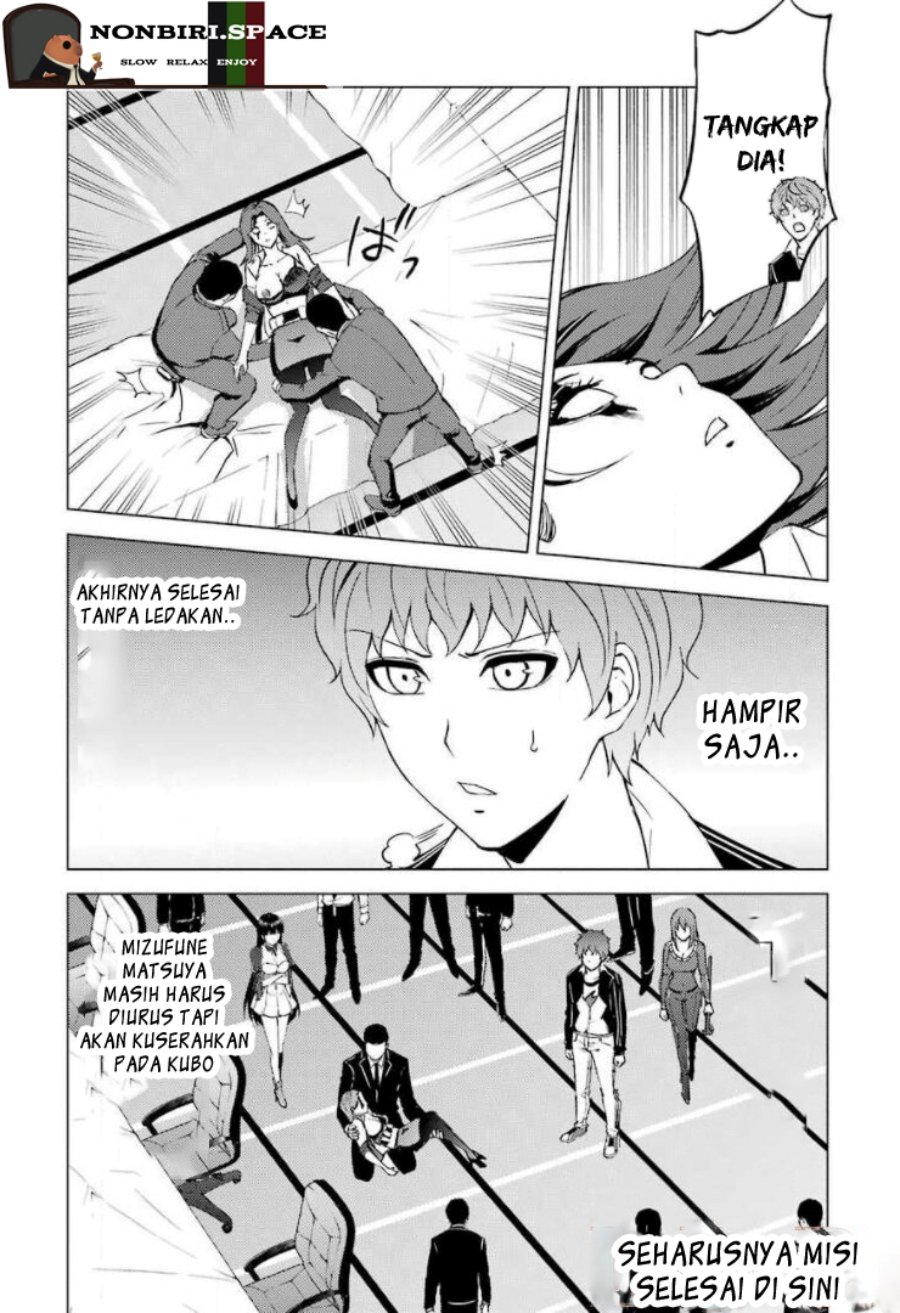 NONBIRI.SPACE
SLOW RELAX ENJOY
TANGKAP
DIA!
ばっ
AKHIRNYA SELESAI
TANPA LEDAKAN..
HAMPIR
SAJA..
MIZUFUNE
MATSUYA
MASIH HARUS
DIURUS TAPI
AKAN KUSERAHKAN
PADA KUBO
SEHARUSNYA MISI
SELESAI DI SINI